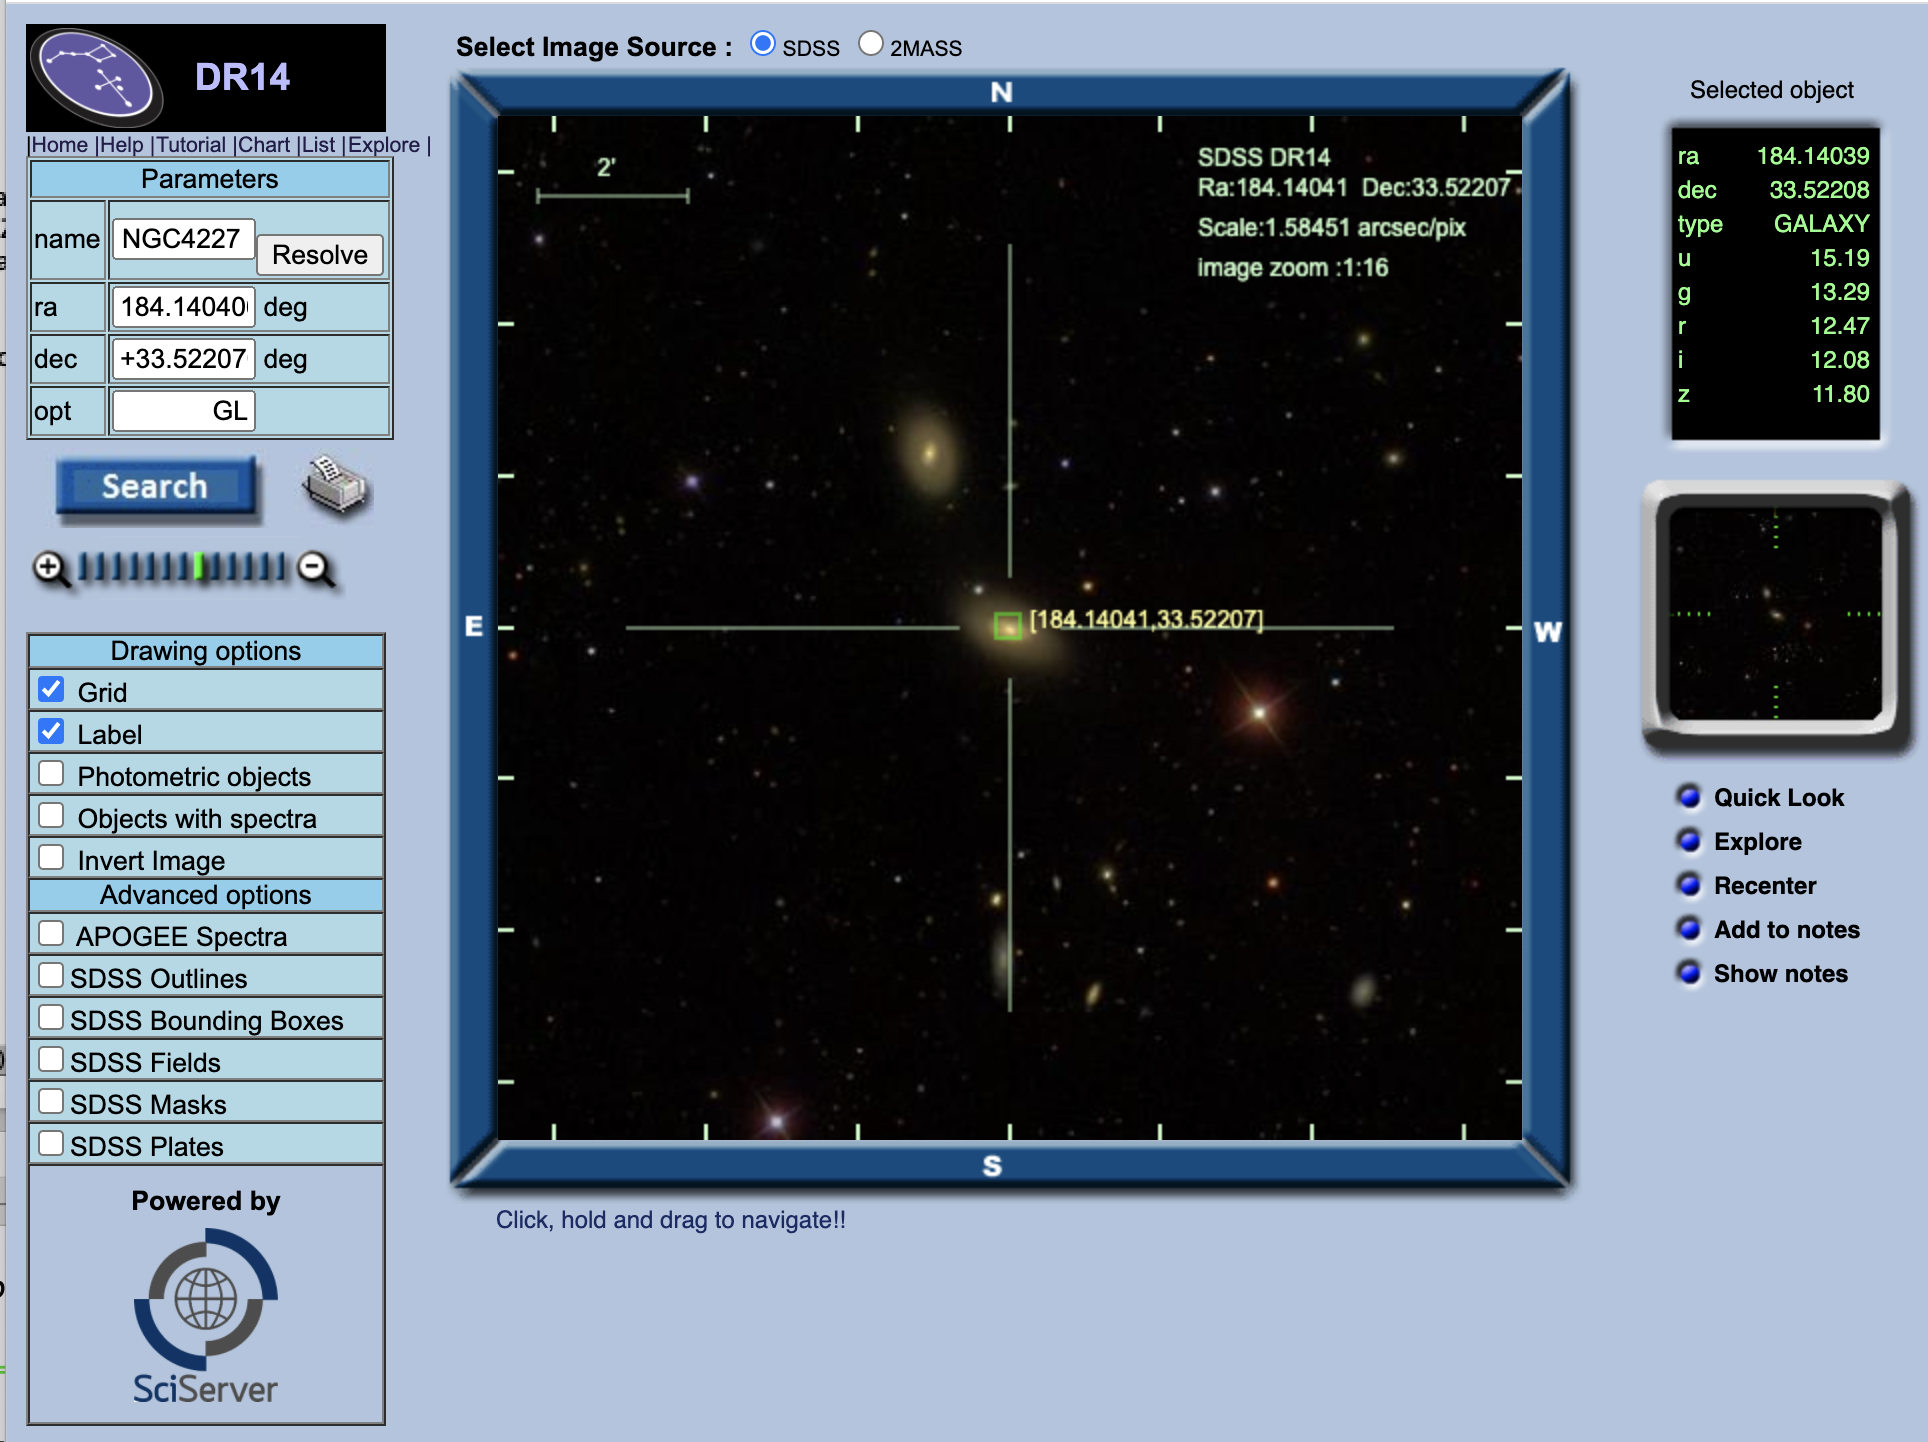 DR14
|Home |Help |Tutorial |Chart |List |Explore |
Parameters
name NGC4227 Resolve
ra 184.14040 deg
dec +33.52207 deg
opt GL
Search
Drawing options
Grid
Label
Photometric objects
Objects with spectra
Invert Image
Advanced options
APOGEE Spectra
SDSS Outlines
SDSS Bounding Boxes
SDSS Fields
SDSS Masks
SDSS Plates
Powered by
SciServer
Select Image Source : SDSS 2MASS
N
2'
SDSS DR14
Ra:184.14041 Dec:33.52207
Scale:1.58451 arcsec/pix
image zoom :1:16
E
[184.14041,33.52207]
W
S
Click, hold and drag to navigate!!
Selected object
ra 184.14039
dec 33.52208
type GALAXY
u 15.19
g 13.29
r 12.47
i 12.08
z 11.80
Quick Look
Explore
Recenter
Add to notes
Show notes